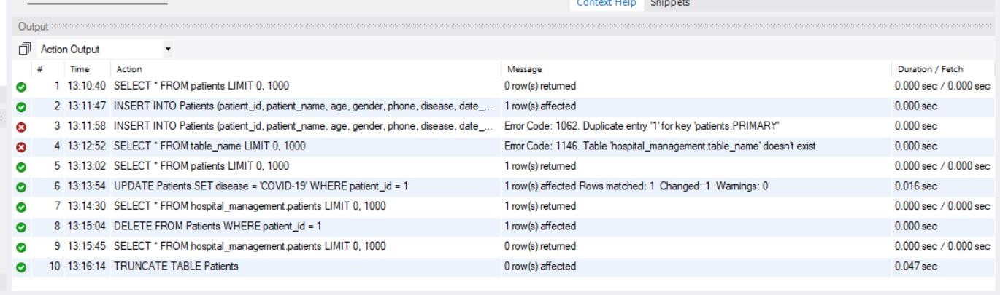 Context Help Snippets
Output
Action Output
# Time Action Message Duration / Fetch
1 13:10:40 SELECT * FROM patients LIMIT 0, 1000 0 row(s) returned 0.000 sec / 0.000 sec
2 13:11:47 INSERT INTO Patients (patient_id, patient_name, age, gender, phone, disease, date_... 1 row(s) affected 0.000 sec
3 13:11:58 INSERT INTO Patients (patient_id, patient_name, age, gender, phone, disease, date_... Error Code: 1062. Duplicate entry '1' for key 'patients.PRIMARY' 0.000 sec
4 13:12:52 SELECT * FROM table_name LIMIT 0, 1000 Error Code: 1146. Table 'hospital_management.table_name' doesn't exist 0.000 sec
5 13:13:02 SELECT * FROM patients LIMIT 0, 1000 1 row(s) returned 0.000 sec / 0.000 sec
6 13:13:54 UPDATE Patients SET disease = 'COVID-19' WHERE patient_id = 1 1 row(s) affected Rows matched: 1 Changed: 1 Warnings: 0 0.016 sec
7 13:14:30 SELECT * FROM hospital_management.patients LIMIT 0, 1000 1 row(s) returned 0.000 sec / 0.000 sec
8 13:15:04 DELETE FROM Patients WHERE patient_id = 1 1 row(s) affected 0.000 sec
9 13:15:45 SELECT * FROM hospital_management.patients LIMIT 0, 1000 0 row(s) returned 0.000 sec / 0.000 sec
10 13:16:14 TRUNCATE TABLE Patients 0 row(s) affected 0.047 sec